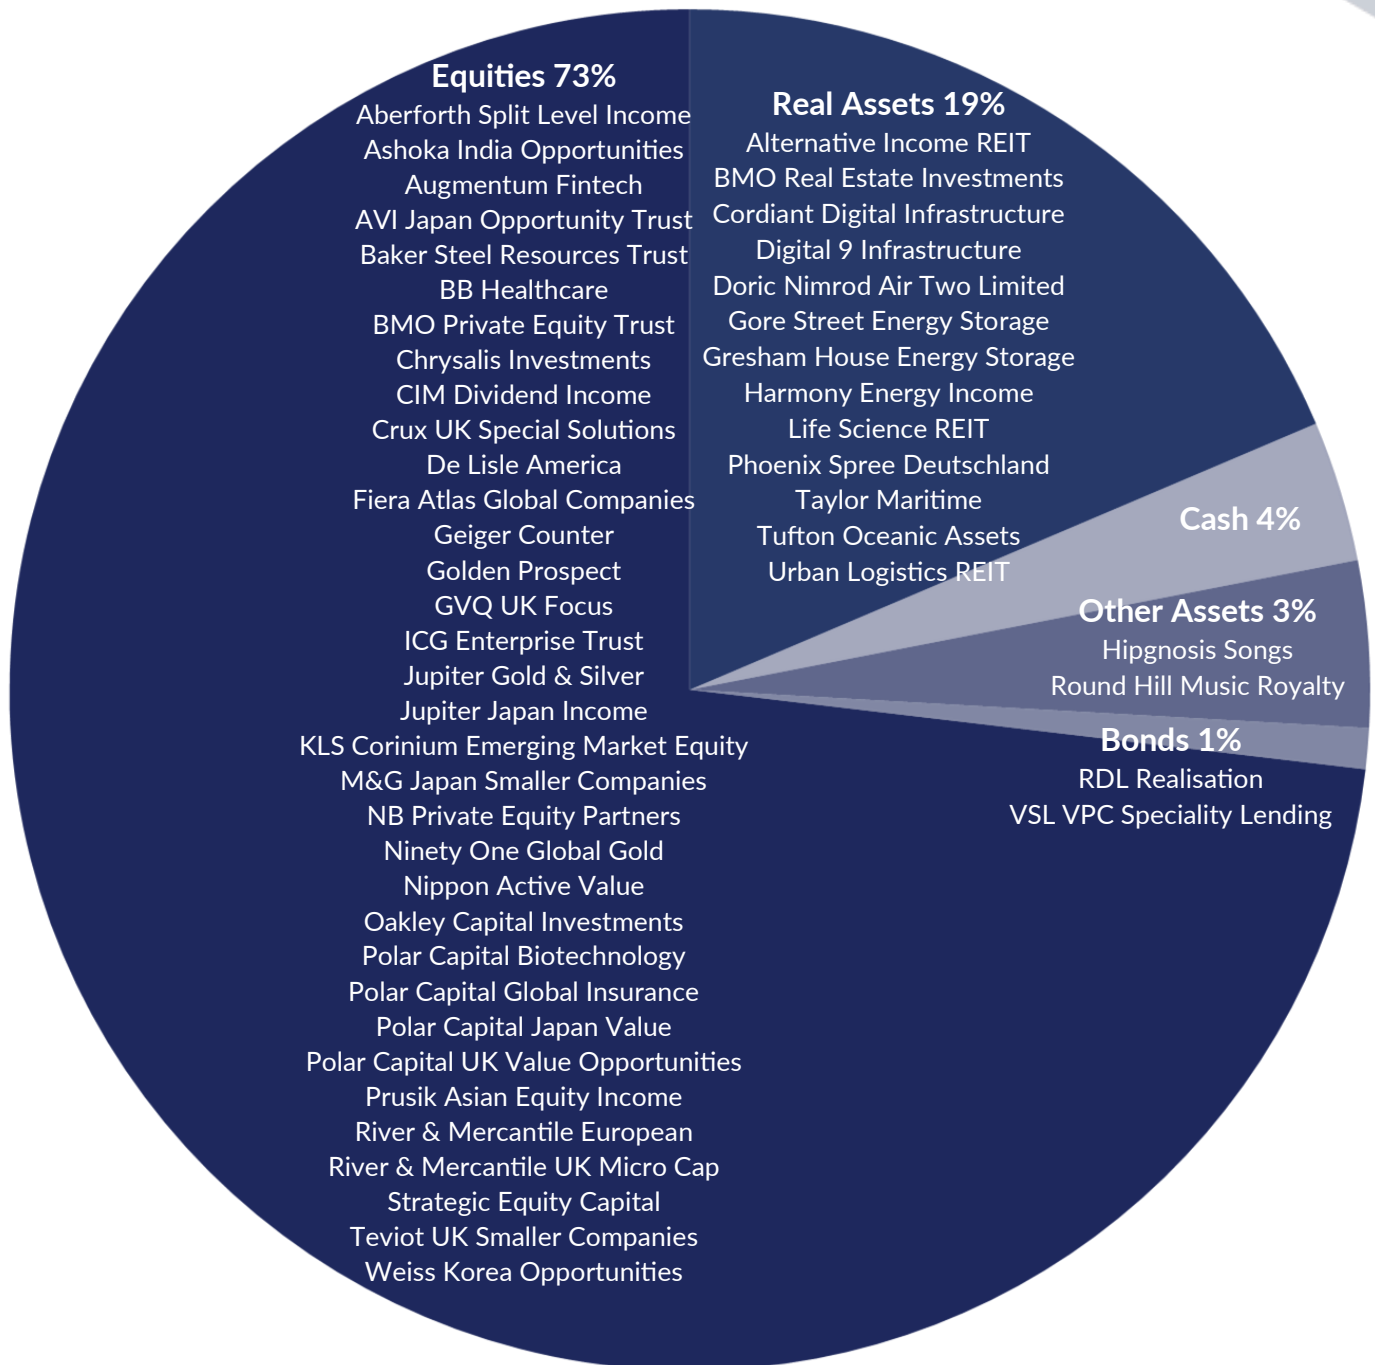 Equities 73%
Aberforth Split Level Income
Ashoka India Opportunities
Augmentum Fintech
AVI Japan Opportunity Trust
Baker Steel Resources Trust
BB Healthcare
BMO Private Equity Trust
Chrysalis Investments
CIM Dividend Income
Crux UK Special Solutions
De Lisle America
Fiera Atlas Global Companies
Geiger Counter
Golden Prospect
GVQ UK Focus
ICG Enterprise Trust
Jupiter Gold & Silver
Jupiter Japan Income
KLS Corinium Emerging Market Equity
M&G Japan Smaller Companies
NB Private Equity Partners
Ninety One Global Gold
Nippon Active Value
Oakley Capital Investments
Polar Capital Biotechnology
Polar Capital Global Insurance
Polar Capital Japan Value
Polar Capital UK Value Opportunities
Prusik Asian Equity Income
River & Mercantile European
River & Mercantile UK Micro Cap
Strategic Equity Capital
Teviot UK Smaller Companies
Weiss Korea Opportunities
Real Assets 19%
Alternative Income REIT
BMO Real Estate Investments
Cordiant Digital Infrastructure
Digital 9 Infrastructure
Doric Nimrod Air Two Limited
Gore Street Energy Storage
Gresham House Energy Storage
Harmony Energy Income
Life Science REIT
Phoenix Spree Deutschland
Taylor Maritime
Tufton Oceanic Assets
Urban Logistics REIT
Cash 4%
Other Assets 3%
Hipgnosis Songs
Round Hill Music Royalty
Bonds 1%
RDL Realisation
VSL VPC Speciality Lending